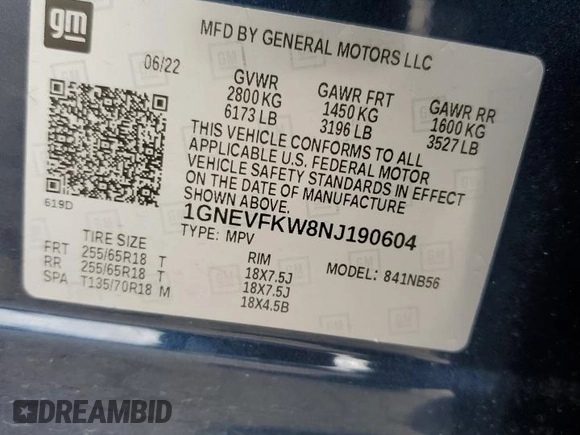 gm
MFD BY GENERAL MOTORS LLC
06/22
GVWR GAWR FRT GAWR RR
2800 KG 1450 KG 1600 KG
6173 LB 3196 LB 3527 LB
THIS VEHICLE CONFORMS TO ALL
APPLICABLE U.S. FEDERAL MOTOR
VEHICLE SAFETY STANDARDS IN EFFECT
ON THE DATE OF MANUFACTURE
SHOWN ABOVE.
619D
1GNEVFKW8NJ190604
TYPE: MPV
MODEL: 841NB56
TIRE SIZE RIM
FRT 255/65R18 T 18X7.5J
RR 255/65R18 T 18X7.5J
SPA T135/70R18 M 18X4.5B
DREAMBID